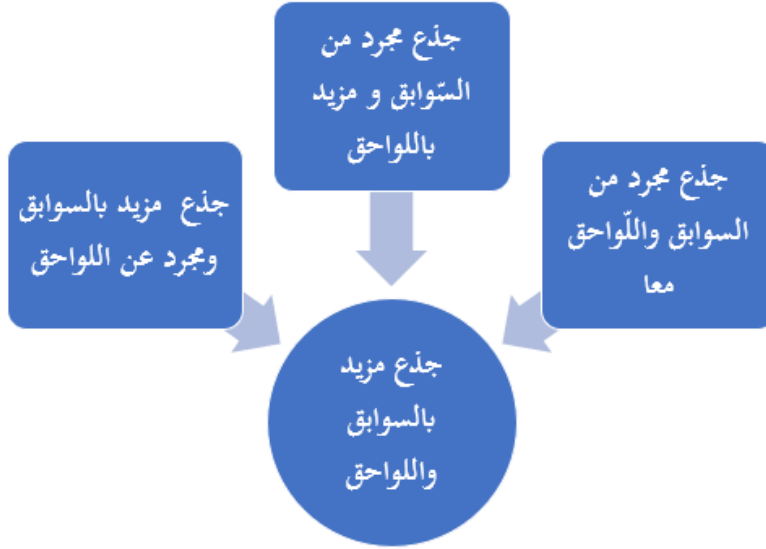 جذع مجرد من
السّوابق و مزيد
باللواحق
جذع مجرد من
السوابق واللّواحق
معا
جذع مزيد بالسوابق
ومجرد عن اللواحق
جذع مزيد
بالسوابق
واللواحق